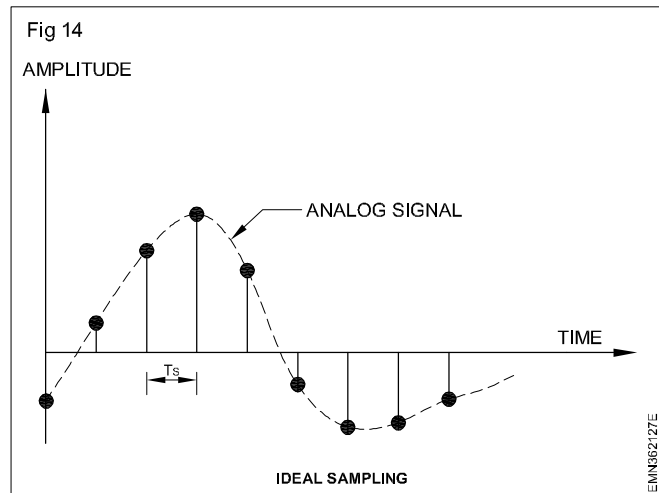 Fig 14
AMPLITUDE
ANALOG SIGNAL
TIME
Ts
IDEAL SAMPLING
EMN362127E